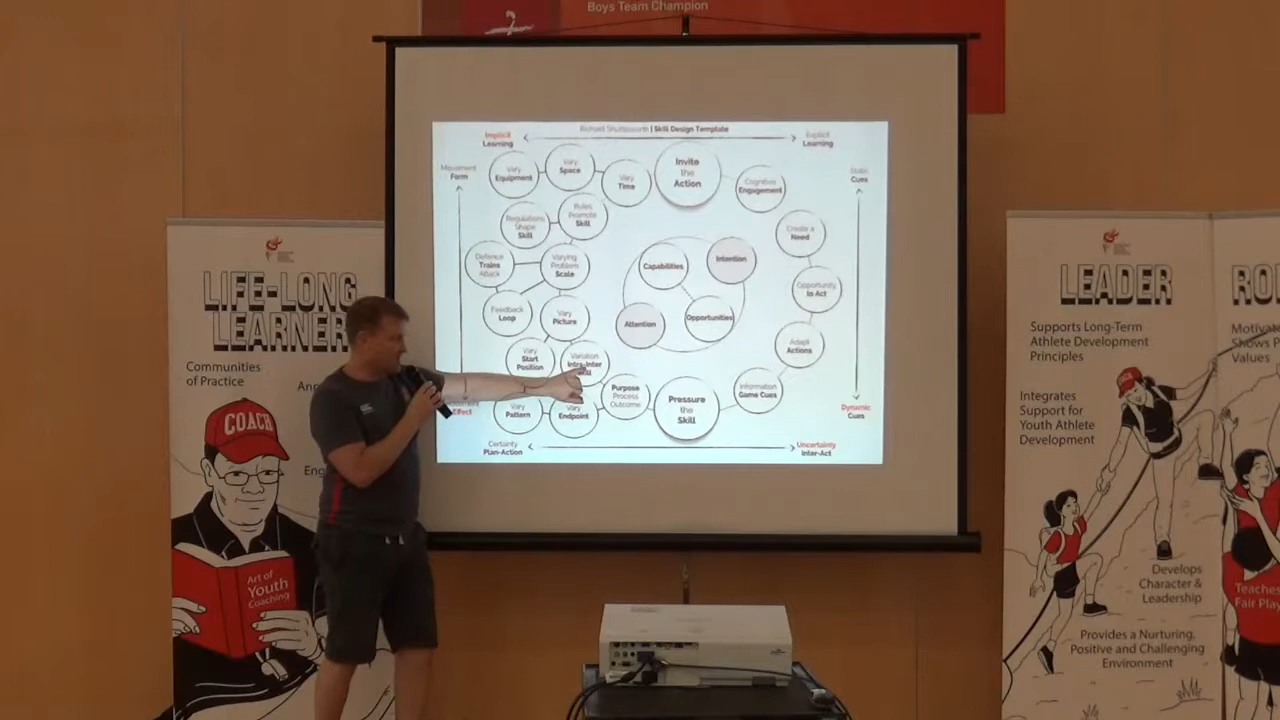 Boys Team Champion
Richard Shuttleworth | Skill Design Template
Implicit
Learning
Explicit
Learning
Movement
Form
Static
Cues
Vary
Equipment
Vary
Space
Vary
Time
Invite
the
Action
Cognitive
Engagement
Regulations
Shape
Skill
Rules
Promote
Skill
Create a
Need
Defence
Trains
Attack
Varying
Problem
Scale
Capabilities
Intention
Opportunity
to Act
Feedback
Loop
Vary
Picture
Attention
Opportunities
Adapt
Actions
Vary
Start
Position
Variation
Intra-Inter
Purpose
Process
Outcome
Pressure
the
Skill
Information
Game Cues
Effect
Vary
Pattern
Vary
Endpoint
Dynamic
Cues
Certainty
Plan-Action
Uncertainty
Inter-Act
LIFE-LONG
LEARNER
Communities
of Practice
COACH
Art of
Youth
Coaching
LEADER
Supports Long-Term
Athlete Development
Principles
Integrates
Support for
Youth Athlete
Development
Develops
Character &
Leadership
Provides a Nurturing,
Positive and Challenging
Environment
Values
Teaches
Fair Play